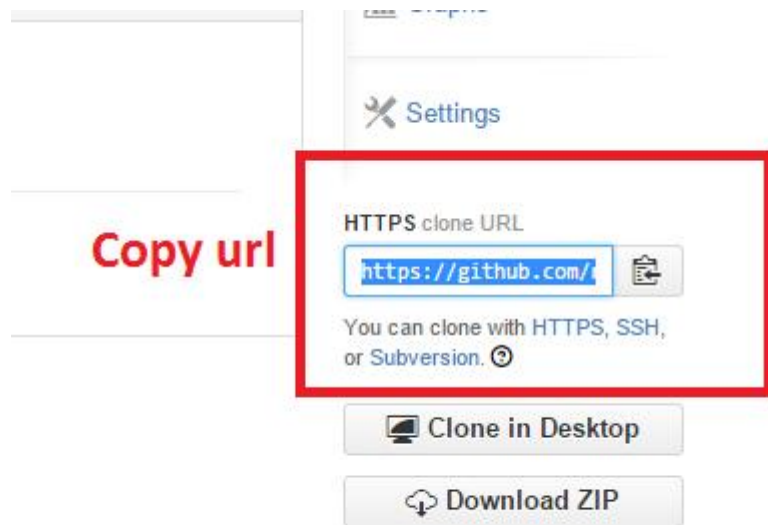 Settings
HTTPS clone URL
Copy url
https://github.com/
You can clone with HTTPS, SSH,
or Subversion.
Clone in Desktop
Download ZIP